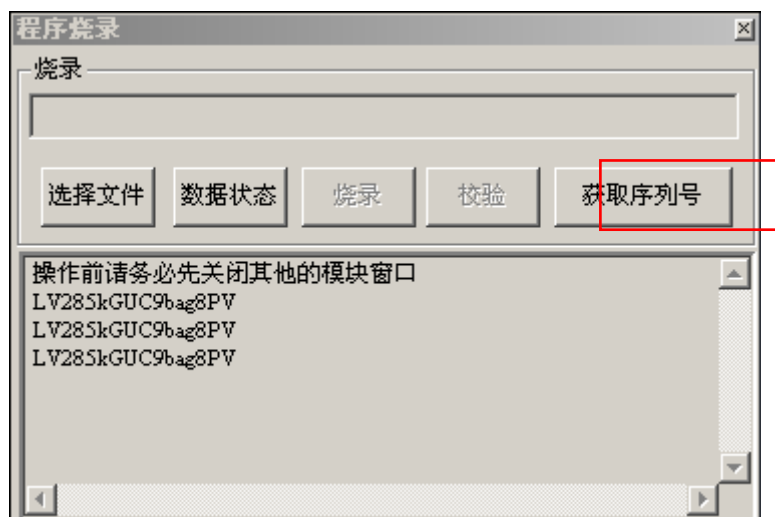 程序烧录
烧录
选择文件 数据状态 烧录 校验 获取序列号
操作前请务必先关闭其他的模块窗口
LV285kGUC9bag8PV
LV285kGUC9bag8PV
LV285kGUC9bag8PV